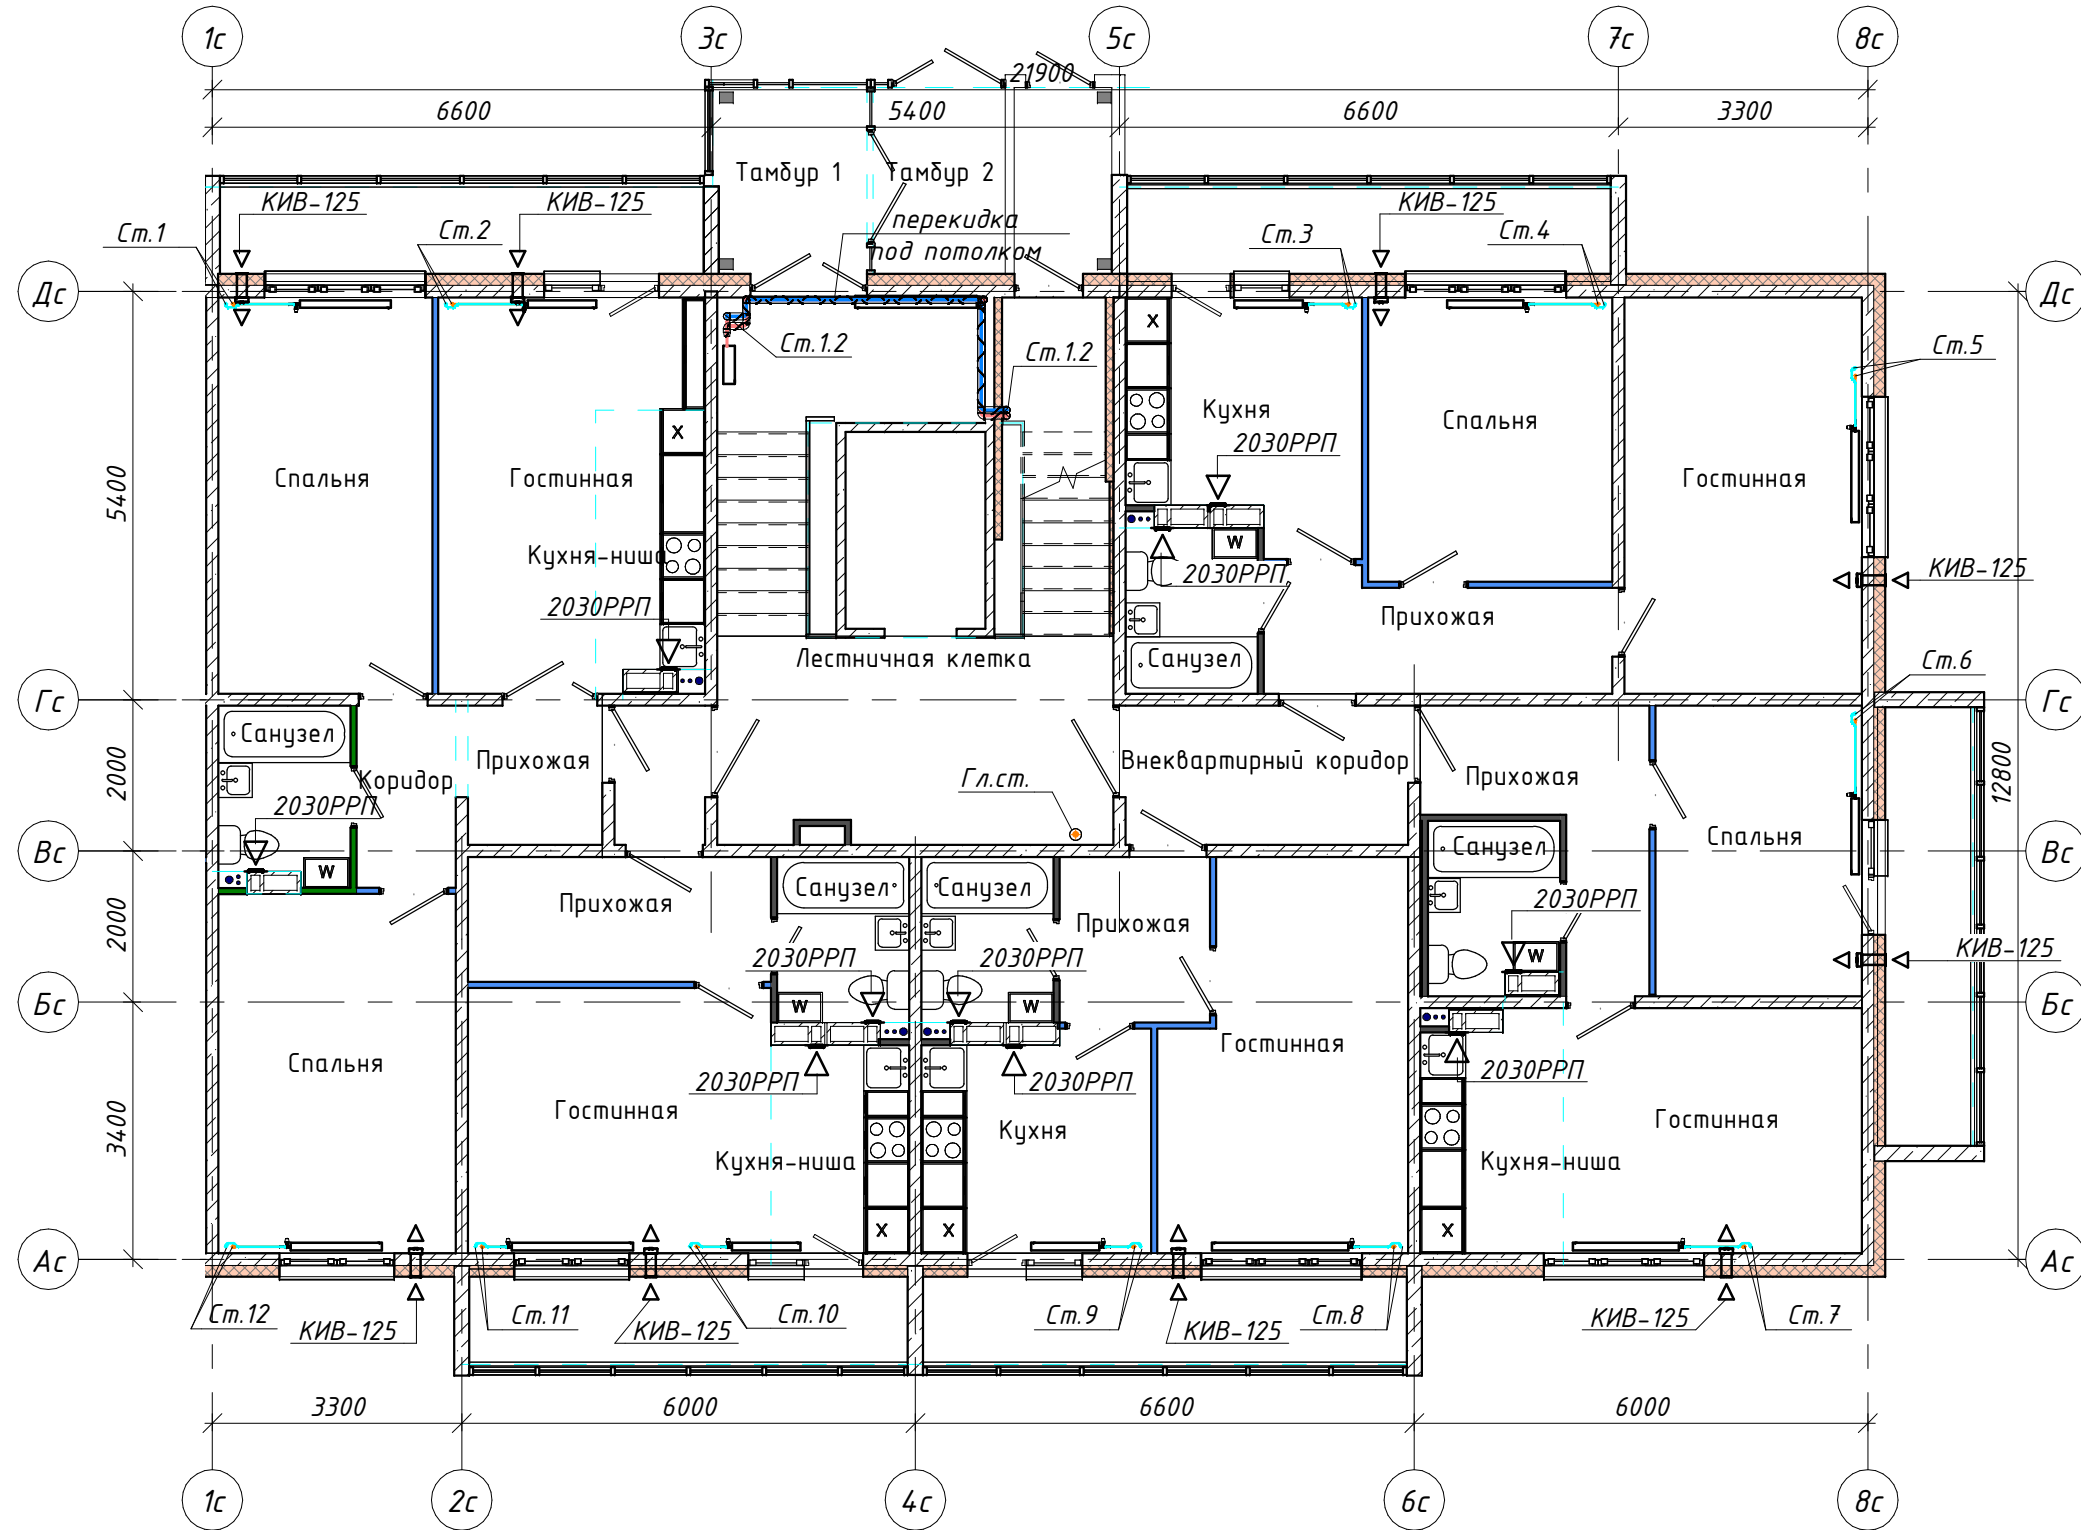 1с
3с
5с
7с
8с
21900
6600
5400
6600
3300
Тамбур 1
Тамбур 2
КИВ-125
КИВ-125
КИВ-125
Ст.1
Ст.2
перекидка
под потолком
Ст.3
Ст.4
Дс
Дс
Ст.1.2
Ст.1.2
Ст.5
Кухня
Спальня
2030РРП
Спальня
Гостинная
Гостинная
5400
Кухня-ниша
2030РРП
КИВ-125
2030РРП
Прихожая
Лестничная клетка
Санузел
Ст.6
Гс
Гс
Санузел
Коридор
Прихожая
Внеквартирный коридор
Прихожая
2000
12800
Гл.ст.
2030РРП
Вс
Вс
Санузел
Спальня
W
W
X
X
Прихожая
Санузел
Санузел
Прихожая
2030РРП
2000
2030РРП
2030РРП
КИВ-125
W
W
W
Бс
Бс
Спальня
Гостинная
2030РРП
2030РРП
2030РРП
Гостинная
Кухня
Гостинная
3400
Кухня-ниша
Кухня-ниша
X
X
X
Ас
Ас
Ст.12
КИВ-125
Ст.11
КИВ-125
Ст.10
Ст.9
КИВ-125
Ст.8
КИВ-125
Ст.7
3300
6000
6600
6000
1с
2с
4с
6с
8с